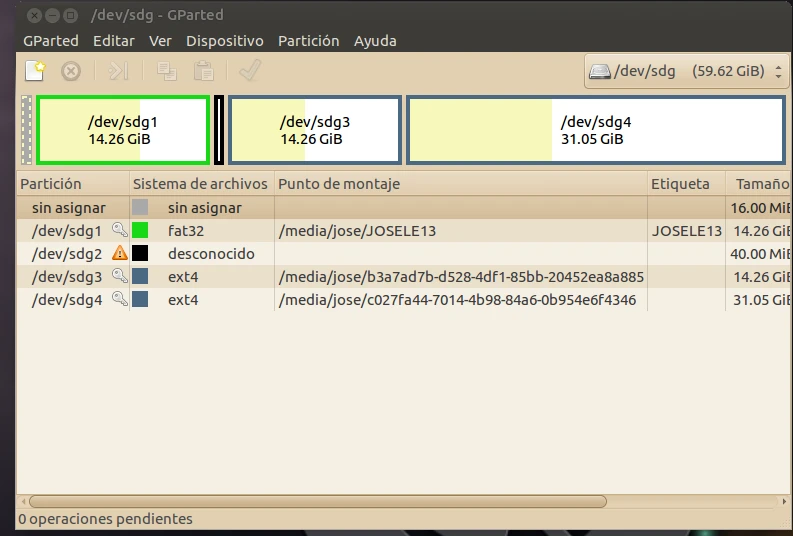 /dev/sdg - GParted
GParted Editar Ver Dispositivo Partición Ayuda
/dev/sdg (59.62 GiB)
/dev/sdg1 /dev/sdg3 /dev/sdg4
14.26 GiB 14.26 GiB 31.05 GiB
Partición Sistema de archivos Punto de montaje Etiqueta Tamaño
sin asignar sin asignar 16.00 MiB
/dev/sdg1 fat32 /media/jose/JOSELE13 JOSELE13 14.26 GiB
/dev/sdg2 desconocido 40.00 MiB
/dev/sdg3 ext4 /media/jose/b3a7ad7b-d528-4df1-85bb-20452ea8a885 14.26 GiB
/dev/sdg4 ext4 /media/jose/c027fa44-7014-4b98-84a6-0b954e6f4346 31.05 GiB
0 operaciones pendientes